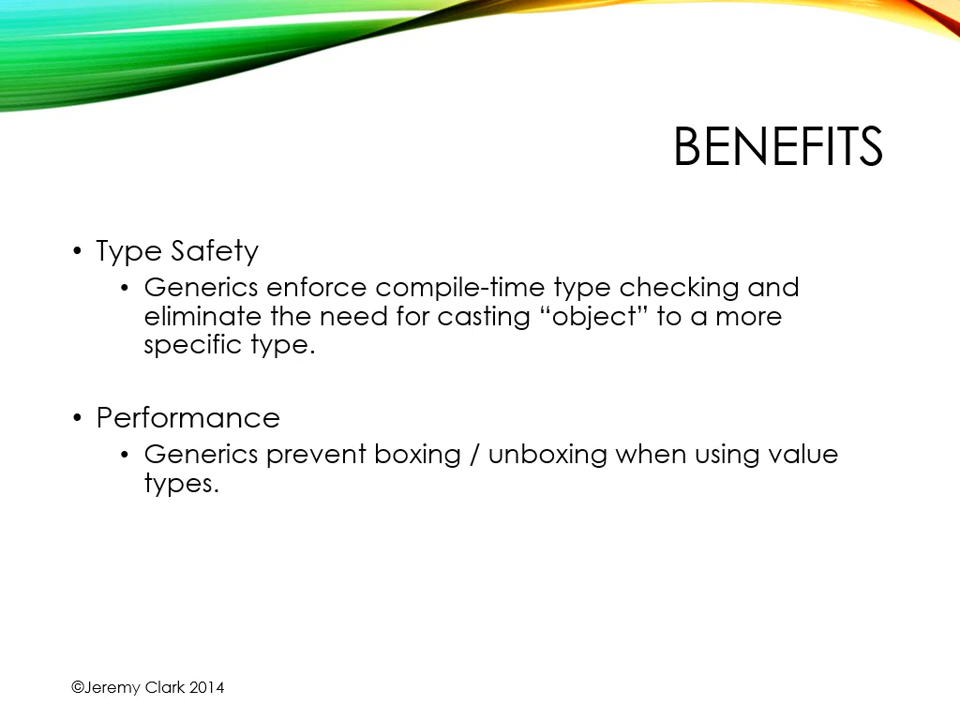 BENEFITS
• Type Safety
• Generics enforce compile-time type checking and
eliminate the need for casting “object” to a more
specific type.
• Performance
• Generics prevent boxing / unboxing when using value
types.
©Jeremy Clark 2014